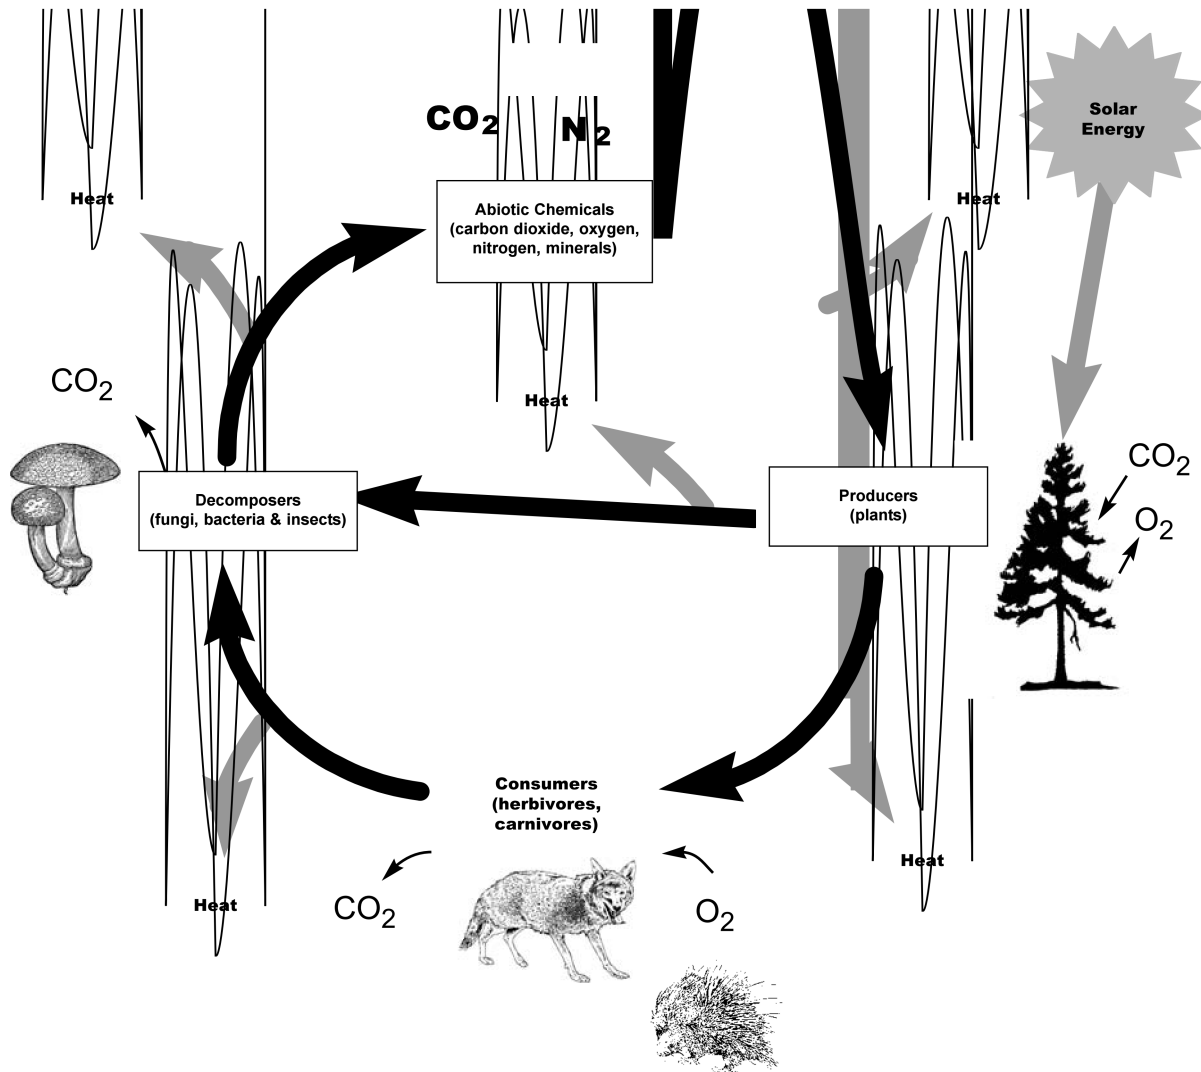 Solar
Energy
CO2
N2
Heat
Heat
Abiotic Chemicals
(carbon dioxide, oxygen,
nitrogen, minerals)
CO2
Heat
CO2
Decomposers
(fungi, bacteria & insects)
Producers
(plants)
O2
Consumers
(herbivores,
carnivores)
Heat
Heat
CO2
O2